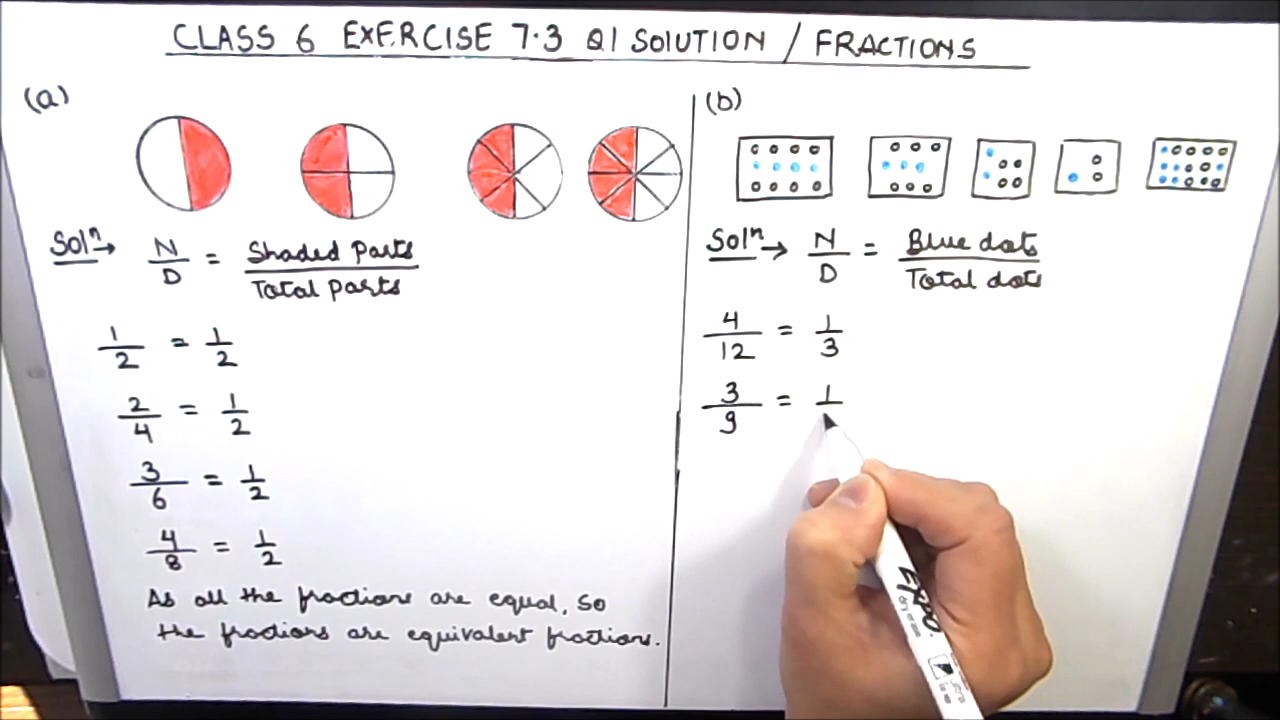 CLASS 6 EXERCISE 7.3 Q1 SOLUTION / FRACTIONS
(a)
Solⁿ → N/D = Shaded Parts/Total parts
1/2 = 1/2
2/4 = 1/2
3/6 = 1/2
4/8 = 1/2
As all the fractions are equal, So
the fractions are equivalent fractions.
(b)
Solⁿ → N/D = Blue dots/Total dots
4/12 = 1/3
3/9 = 1/
Expo
dry erase